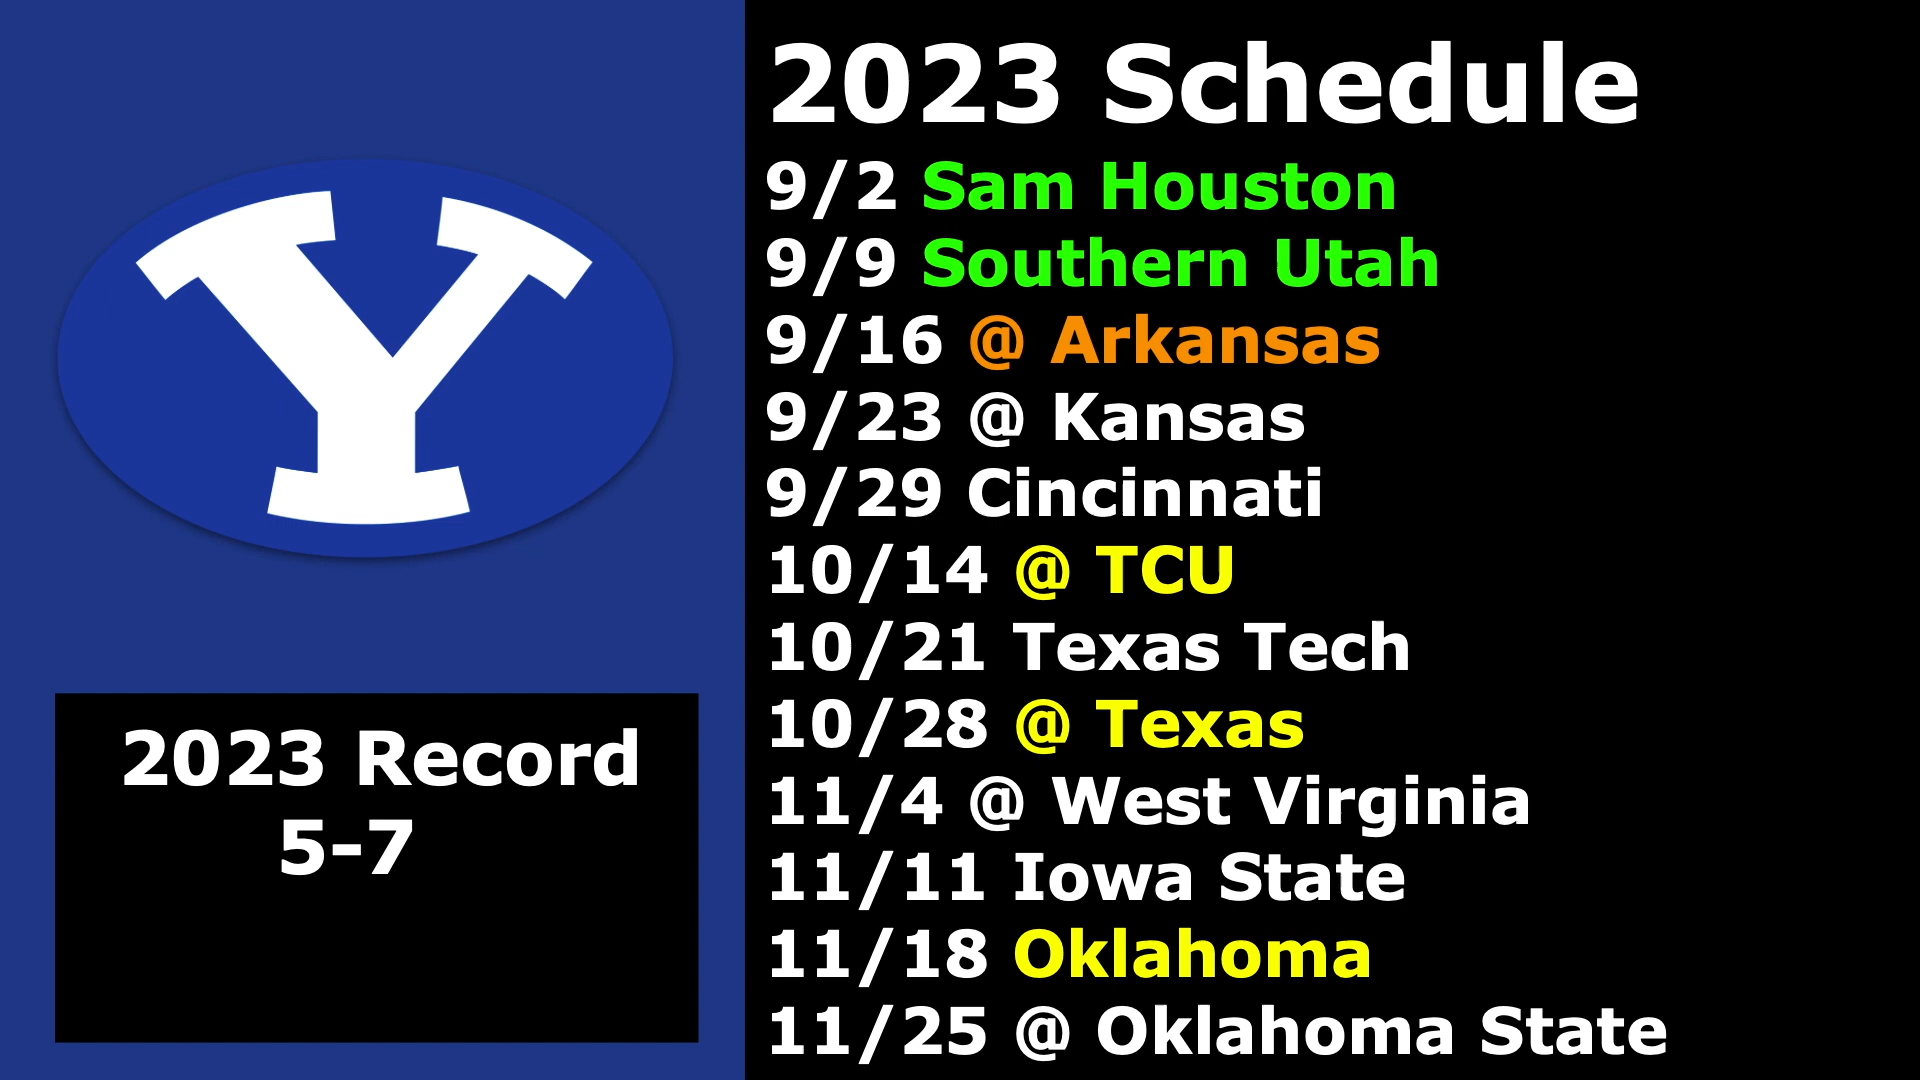 Y
2023 Record
5-7
2023 Schedule
9/2 Sam Houston
9/9 Southern Utah
9/16 @ Arkansas
9/23 @ Kansas
9/29 Cincinnati
10/14 @ TCU
10/21 Texas Tech
10/28 @ Texas
11/4 @ West Virginia
11/11 Iowa State
11/18 Oklahoma
11/25 @ Oklahoma State